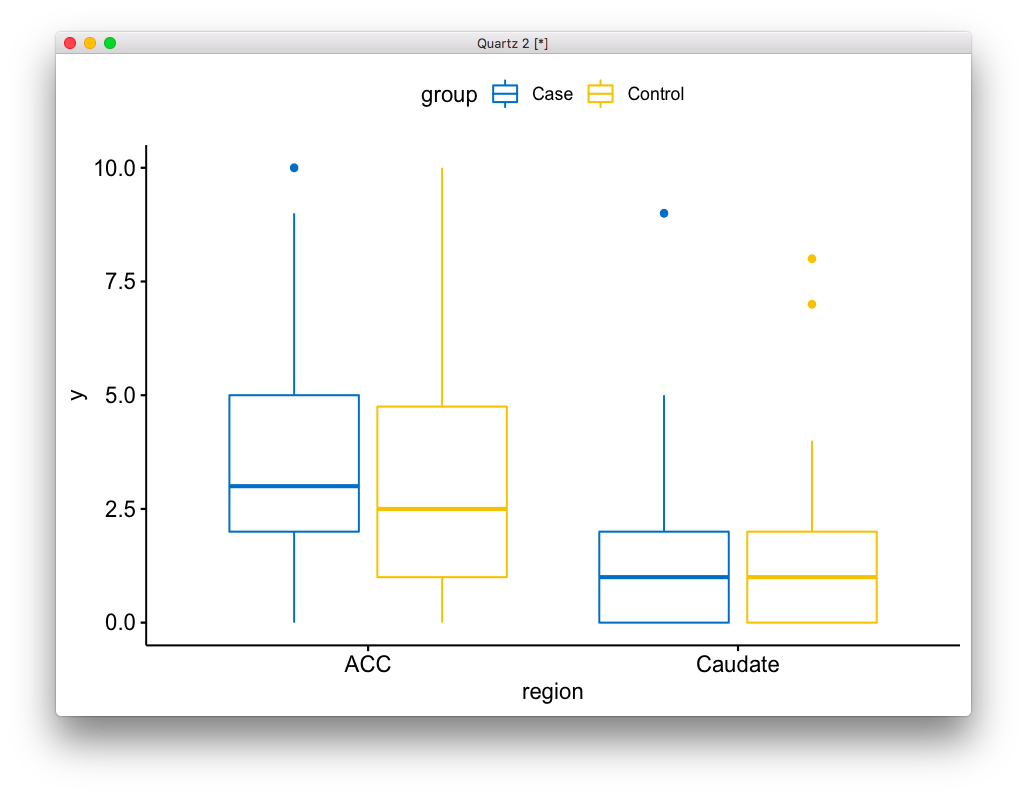 Quartz 2 [*]
group Case Control
10.0
7.5
5.0
2.5
0.0
y
ACC Caudate
region